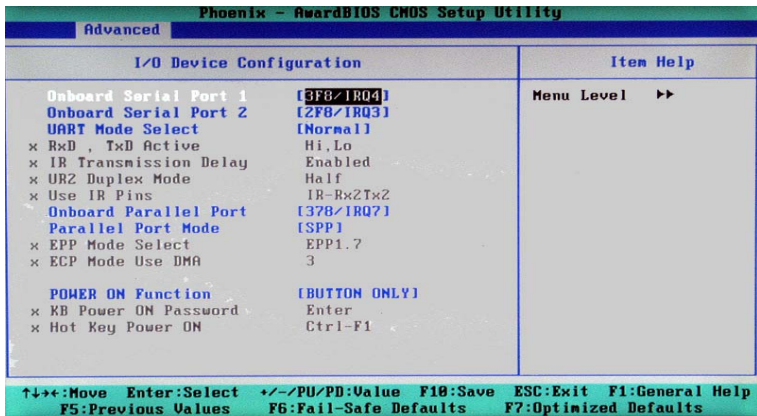 Phoenix - AwardBIOS CMOS Setup Utility
Advanced
I/O Device Configuration
Item Help
Onboard Serial Port 1 [3F8/IRQ4]
Menu Level ▶▶
Onboard Serial Port 2 [2F8/IRQ3]
UART Mode Select [Normal]
x RxD , TxD Active Hi,Lo
x IR Transmission Delay Enabled
x UR2 Duplex Mode Half
x Use IR Pins IR-Rx2Tx2
Onboard Parallel Port [378/IRQ7]
Parallel Port Mode [SPP]
x EPP Mode Select EPP1.7
x ECP Mode Use DMA 3
POWER ON Function [BUTTON ONLY]
x KB Power ON Password Enter
x Hot Key Power ON Ctrl-F1
↑↓→←:Move Enter:Select +/-/PU/PD:Value F10:Save ESC:Exit F1:General Help
F5:Previous Values F6:Fail-Safe Defaults F7:Optimized Defaults